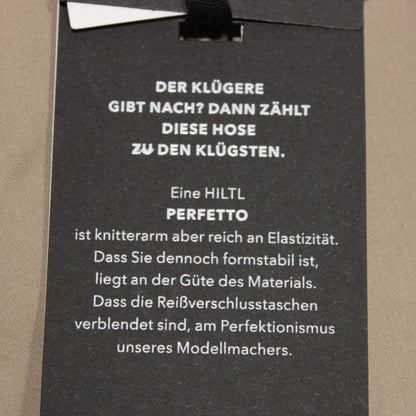 DER KLÜGERE
GIBT NACH? DANN ZÄHLT
DIESE HOSE
ZU DEN KLÜGSTEN.
Eine HILTL
PERFETTO
ist knitterarm aber reich an Elastizität.
Dass Sie dennoch formstabil ist,
liegt an der Güte des Materials.
Dass die Reißverschlusstaschen
verblendet sind, am Perfektionismus
unseres Modellmachers.